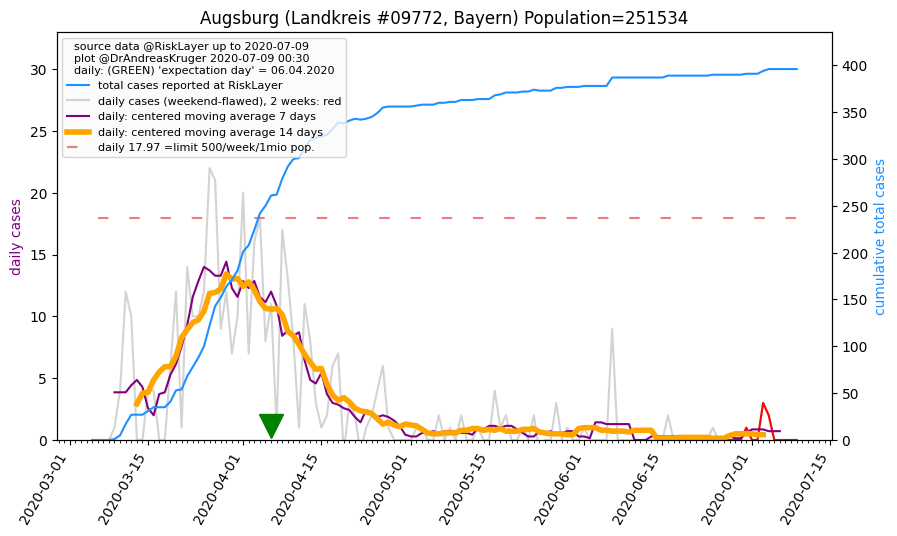 Augsburg (Landkreis #09772, Bayern) Population=251534
source data @RiskLayer up to 2020-07-09
plot @DrAndreasKruger 2020-07-09 00:30
daily: (GREEN) 'expectation day' = 06.04.2020
total cases reported at RiskLayer
daily cases (weekend-flawed), 2 weeks: red
daily: centered moving average 7 days
daily: centered moving average 14 days
daily 17.97 =limit 500/week/1mio pop.
daily cases
30
25
20
15
10
5
0
cumulative total cases
400
350
300
250
200
150
100
50
0
2020-03-01
2020-03-15
2020-04-01
2020-04-15
2020-05-01
2020-05-15
2020-06-01
2020-06-15
2020-07-01
2020-07-15